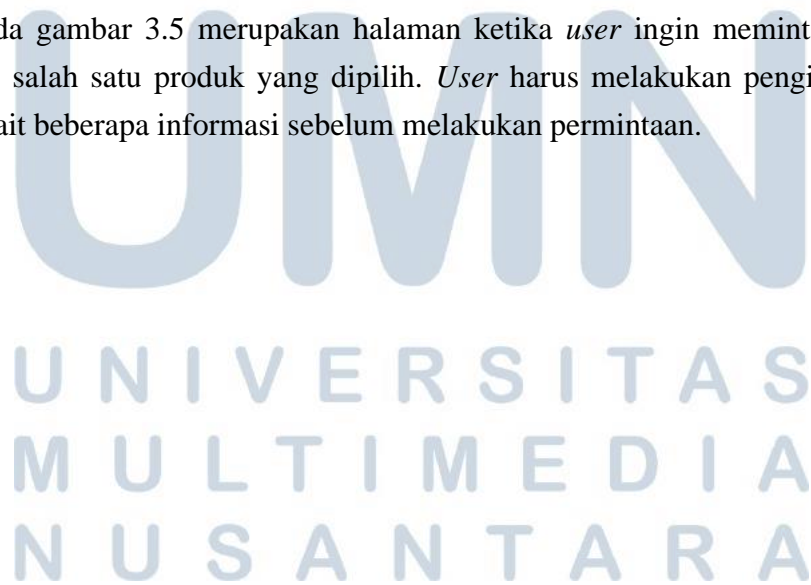 da gambar 3.5 merupakan halaman ketika user ingin memint
salah satu produk yang dipilih. User harus melakukan pengi
ait beberapa informasi sebelum melakukan permintaan.
UMN
UNIVERSITAS
MULTIMEDIA
NUSANTARA